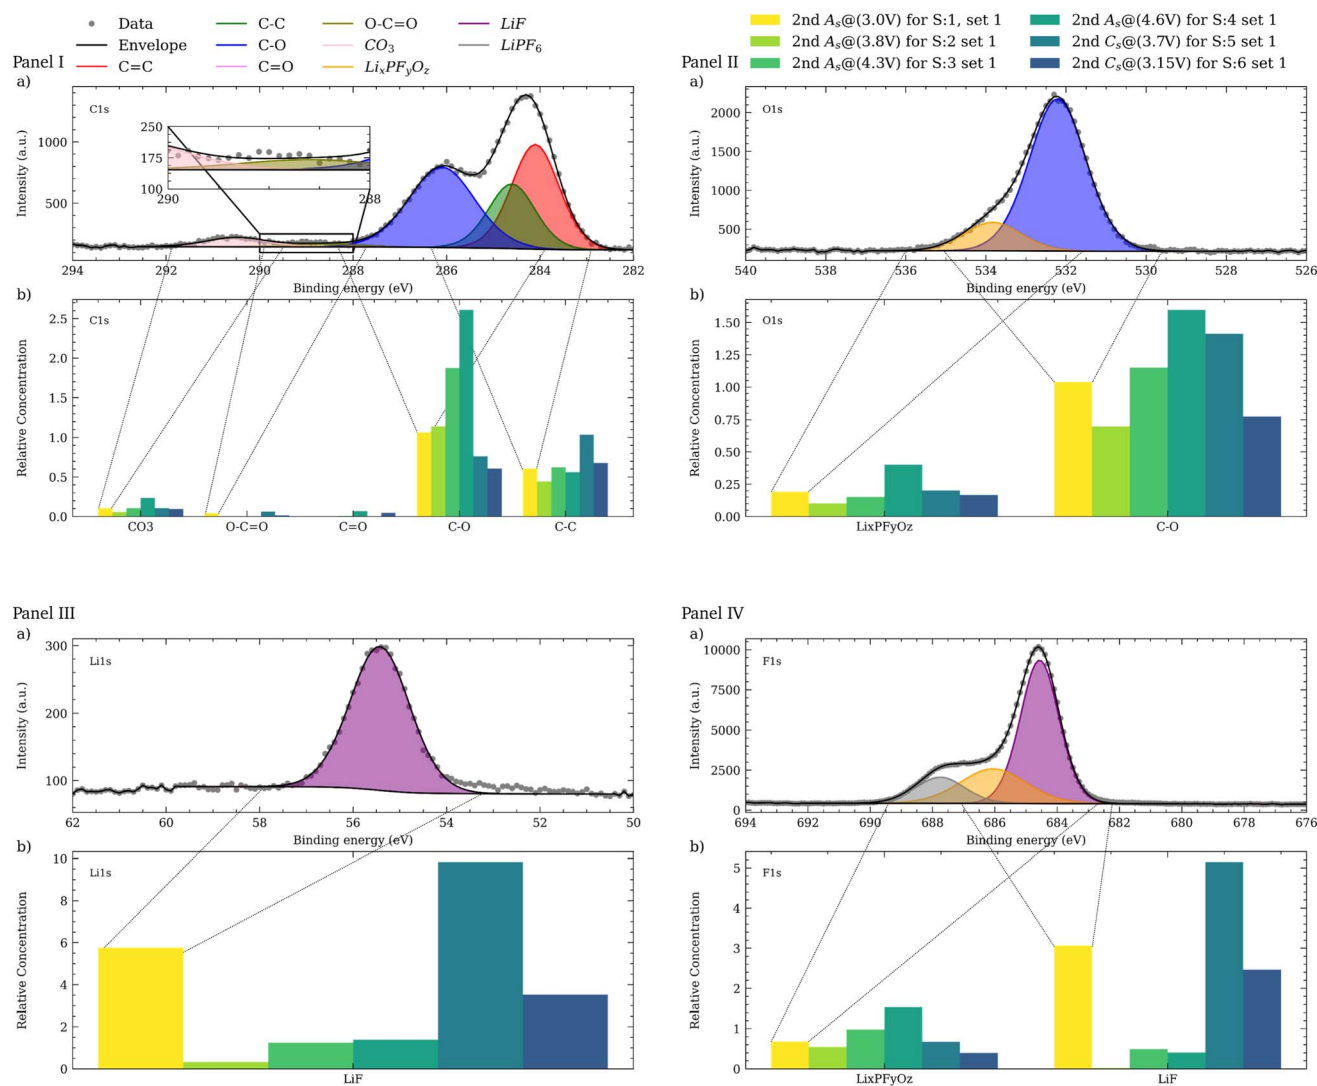 Data
Envelope
C=C
C-C
C-O
C=O
O-C=O
CO3
LixPFyOz
LiF
LiPF6
2nd As@(3.0V) for S:1, set 1
2nd As@(3.8V) for S:2 set 1
2nd As@(4.3V) for S:3 set 1
2nd As@(4.6V) for S:4 set 1
2nd Cs@(3.7V) for S:5 set 1
2nd Cs@(3.15V) for S:6 set 1
Panel I
a)
C1s
Intensity (a.u.)
1000
500
250
175
100
290
288
294
292
290
288
286
284
282
Binding energy (eV)
b)
C1s
Relative Concentration
2.5
2.0
1.5
1.0
0.5
0.0
CO3
O-C=O
C=O
C-O
C-C
Panel II
a)
O1s
Intensity (a.u.)
2000
1500
1000
500
540
538
536
534
532
530
528
526
Binding energy (eV)
b)
O1s
Relative Concentration
1.50
1.25
1.00
0.75
0.50
0.25
0.00
LixPFyOz
C-O
Panel III
a)
Li1s
Intensity (a.u.)
300
200
100
62
60
58
56
54
52
50
Binding energy (eV)
b)
Li1s
Relative Concentration
10
8
6
4
2
0
LiF
Panel IV
a)
F1s
Intensity (a.u.)
10000
7500
5000
2500
0
694
692
690
688
686
684
682
680
678
676
Binding energy (eV)
b)
F1s
Relative Concentration
5
4
3
2
1
0
LixPFyOz
LiF